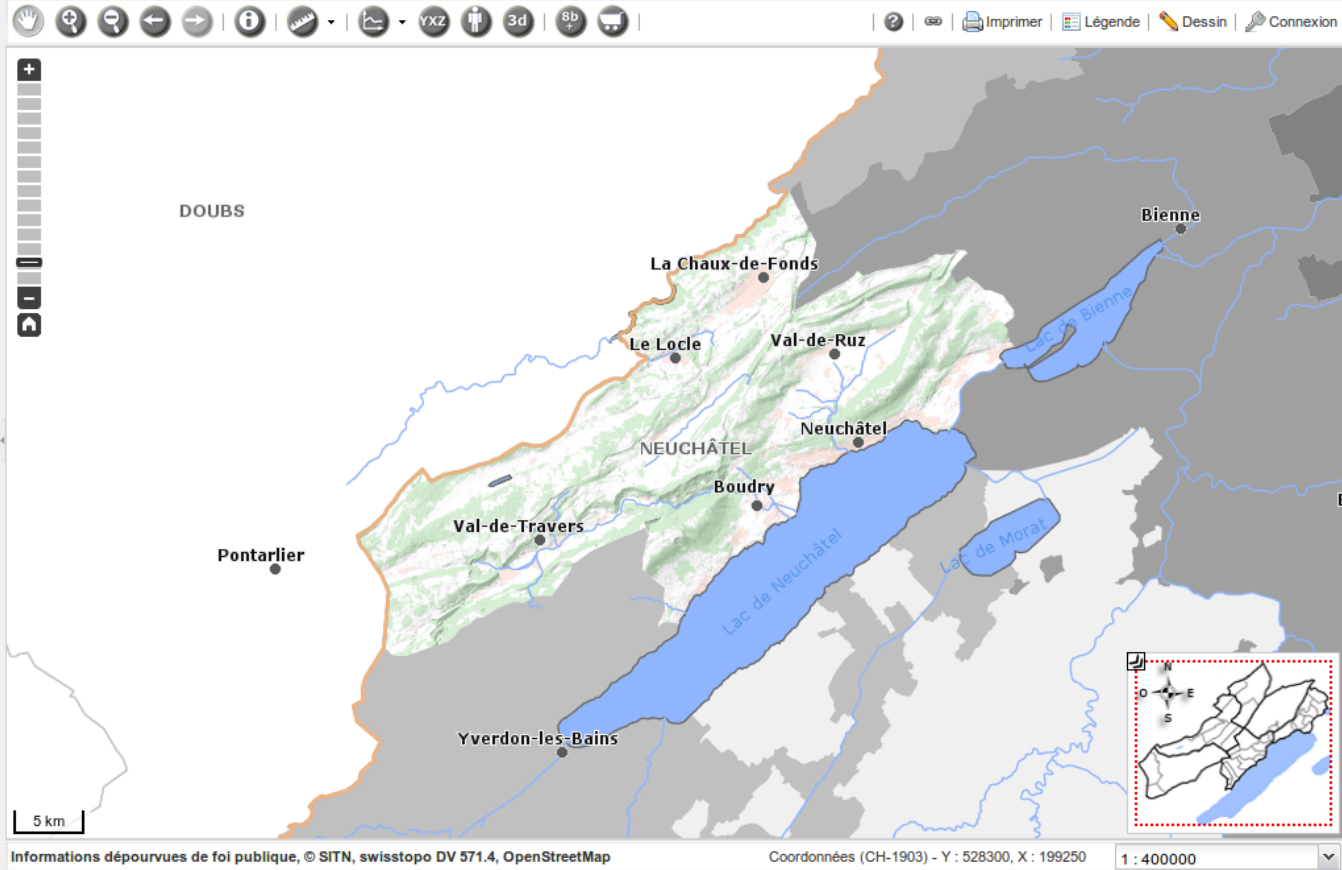 YXZ
3d
8b
+
?
Imprimer
Légende
Dessin
Connexion
+
DOUBS
Bienne
La Chaux-de-Fonds
Lac de Bienne
Le Locle
Val-de-Ruz
Neuchâtel
NEUCHÂTEL
Boudry
Val-de-Travers
Lac de Morat
Pontarlier
Lac de Neuchâtel
N
O
E
S
Yverdon-les-Bains
5 km
Informations dépourvues de foi publique, © SITN, swisstopo DV 571.4, OpenStreetMap
Coordonnées (CH-1903) - Y : 528300, X : 199250
1 : 400000